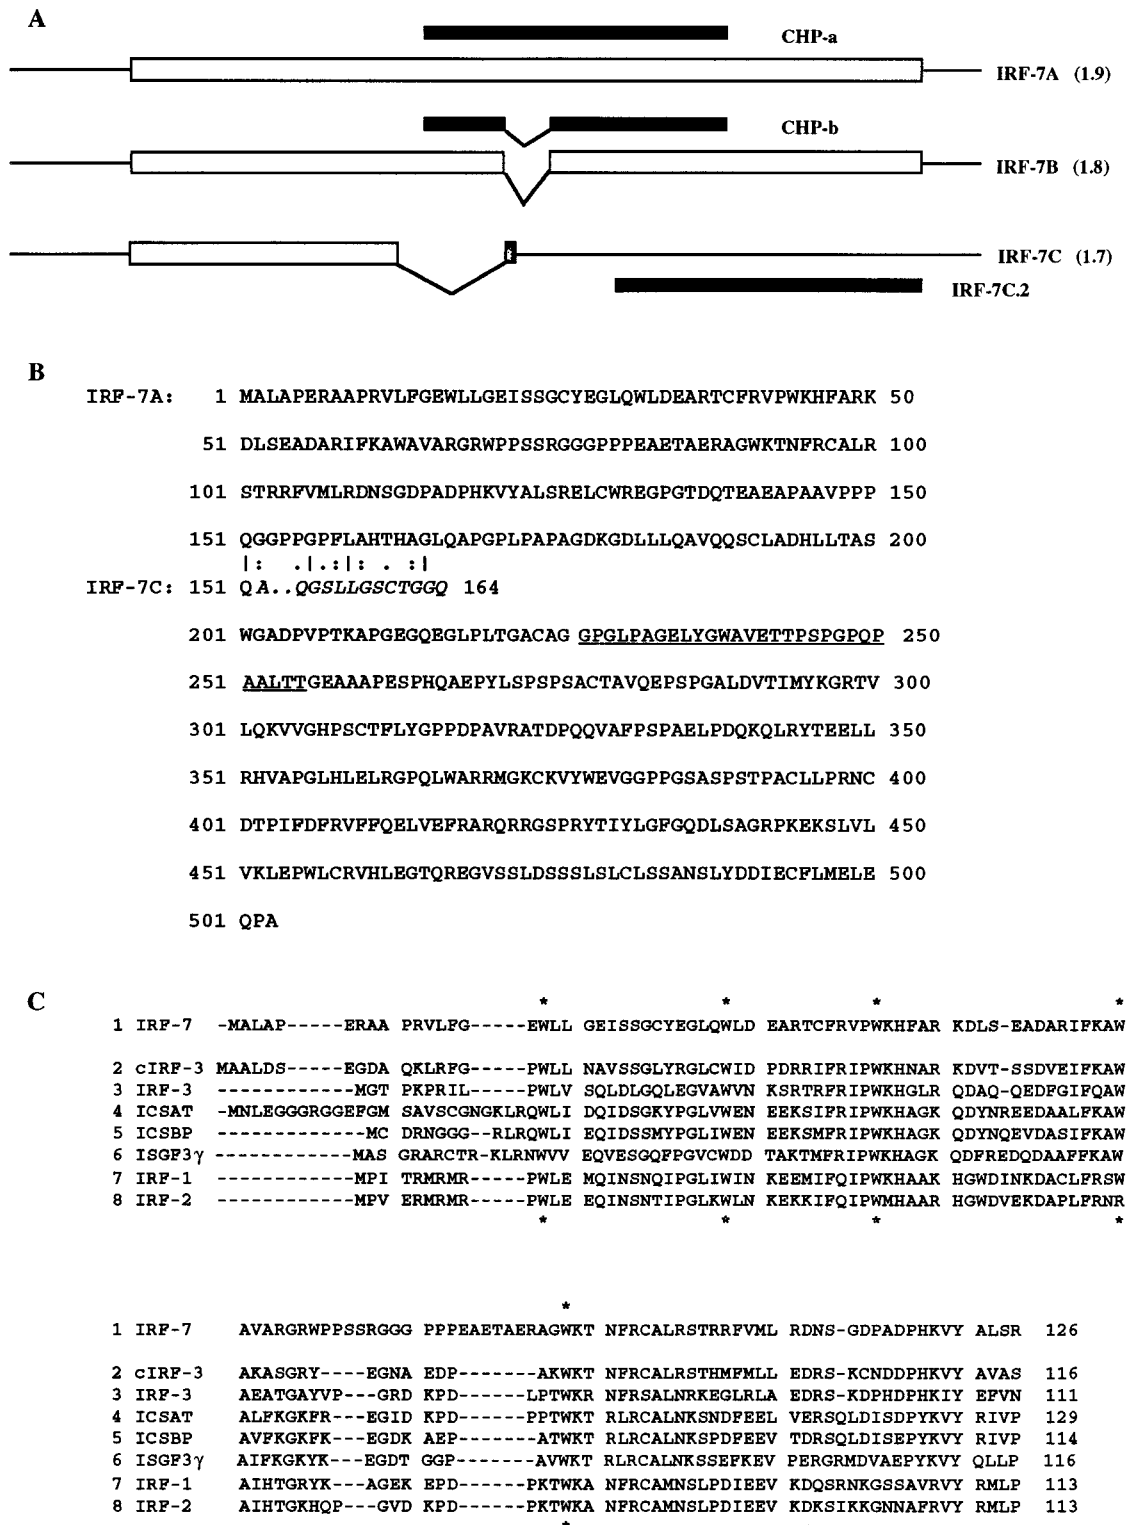 A
CHP-a
IRF-7A (1.9)
CHP-b
IRF-7B (1.8)
IRF-7C (1.7)
IRF-7C.2
B
IRF-7A: 1 MALAPERAAPRVLFGEWLLGEISSGCYEGLQWLDEARTCFRVPWKHFARK 50
51 DLSEADARIFKAWAVARGRWPPSSRGGGPPPEAETAERAGWKTNFRCALR 100
101 STRRFVMLRDNSGDPADPHKVYALSRELCWREGPGTDQTEAEAPAAVPPP 150
151 QGGPPGPFLAHTHAGLQAPGPLPAPAGDKGDLLLQAVQQSCLADHLLTAS 200
|: .|.:|: . :|
IRF-7C: 151 QA..QGSLLGSCTGGQ 164
201 WGADPVPTKAPGEGQEGLPLTGACAG GPGLPAGELYGWAVETTPSPGPQP 250
251 AALTTGEAAAPESPHQAEPYLSPSPSACTAVQEPSPGALDVTIMYKGRTV 300
301 LQKVVGHPSCTFLYGPPDPAVRATDPQQVAFPSPAELPDQKQLRYTEELL 350
351 RHVAPGLHLELRGPQLWARRMGKCKVYWEVGGPPGSASPSTPACLLPRNC 400
401 DTPIFDFRVFFQELVEFRARQRRGSPRYTIYLGFGQDLSAGRPKEKSLVL 450
451 VKLEPWLCRVHLEGTQREGVSSLDSSSLSLCLSSANSLYDDIECFLMELE 500
501 QPA
C
* * * *
1 IRF-7 -MALAP-----ERAA PRVLFG-----EWLL GEISSGCYEGLQWLD EARTCFRVPWKHFAR KDLS-EADARIFKAW
2 cIRF-3 MAALDS-----EGDA QKLRFG-----PWLL NAVSSGLYRGLCWID PDRRIFRIPWKHNAR KDVT-SSDVEIFKAW
3 IRF-3 ------------MGT PKPRIL-----PWLV SQLDLGQLEGVAWVN KSRTRFRIPWKHGLR QDAQ-QEDFGIFQAW
4 ICSAT -MNLEGGGRGGEFGM SAVSCGNGKLRQWLI DQIDSGKYPGLVWEN EEKSIFRIPWKHAGK QDYNREEDAALFKAW
5 ICSBP -------------MC DRNGGG--RLRQWLI EQIDSSMYPGLIWEN EEKSMFRIPWKHAGK QDYNQEVDASIFKAW
6 ISGF3γ ------------MAS GRARCTR-KLRNWVV EQVESGQFPGVCWDD TAKTMFRIPWKHAGK QDFREDQDAAFFKAW
7 IRF-1 ------------MPI TRMRMR-----PWLE MQINSNQIPGLIWIN KEEMIFQIPWKHAAK HGWDINKDACLFRSW
8 IRF-2 ------------MPV ERMRMR-----PWLE EQINSNTIPGLKWLN KEKKIFQIPWMHAAR HGWDVEKDAPLFRNR
* * * *
*
1 IRF-7 AVARGRWPPSSRGGG PPPEAETAERAGWKT NFRCALRSTRRFVML RDNS-GDPADPHKVY ALSR 126
2 cIRF-3 AKASGRY----EGNA EDP-------AKWKT NFRCALRSTHMFMLL EDRS-KCNDDPHKVY AVAS 116
3 IRF-3 AEATGAYVP---GRD KPD------LPTWKR NFRSALNRKEGLRLA EDRS-KDPHDPHKIY EFVN 111
4 ICSAT ALFKGKFR---EGID KPD------PPTWKT RLRCALNKSNDFEEL VERSQLDISDPYKVY RIVP 129
5 ICSBP AVFKGKFK---EGDK AEP-------ATWKT RLRCALNKSPDFEEV TDRSQLDISEPYKVY RIVP 114
6 ISGF3γ AIFKGKYK---EGDT GGP-------AVWKT RLRCALNKSSEFKEV PERGRMDVAEPYKVY QLLP 116
7 IRF-1 AIHTGRYK---AGEK EPD------PKTWKA NFRCAMNSLPDIEEV KDQSRNKGSSAVRVY RMLP 113
8 IRF-2 AIHTGKHQP---GVD KPD------PKTWKA NFRCAMNSLPDIEEV KDKSIKKGNNAFRVY RMLP 113
*